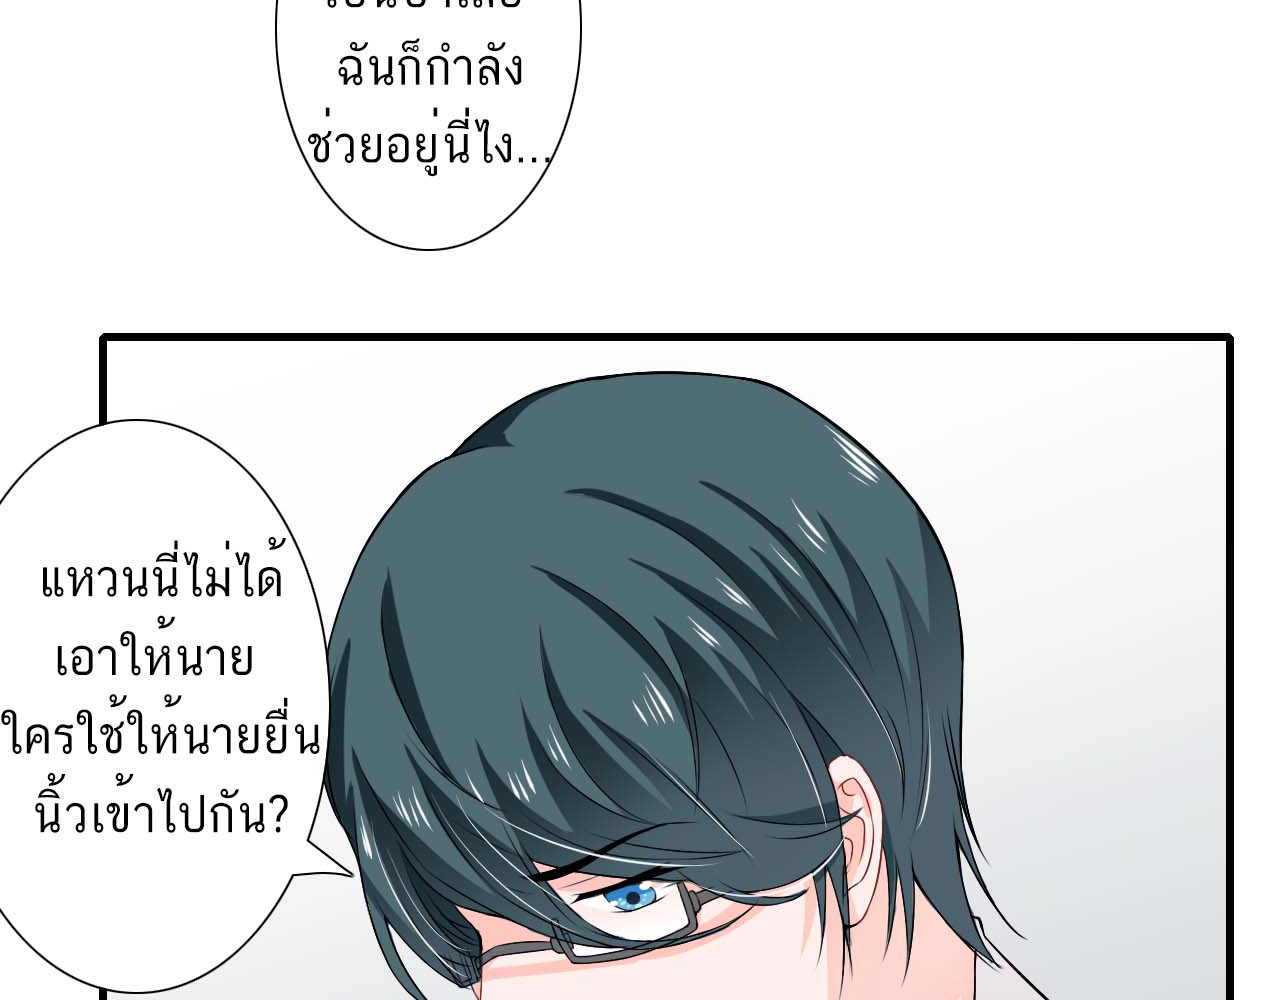 ฉันก็กำลัง
ช่วยอยู่นี่ไง...
แหวนนี่ไม่ได้
เอาให้นาย
ใครใช้ให้นายยื่น
นิ้วเข้าไปกัน?